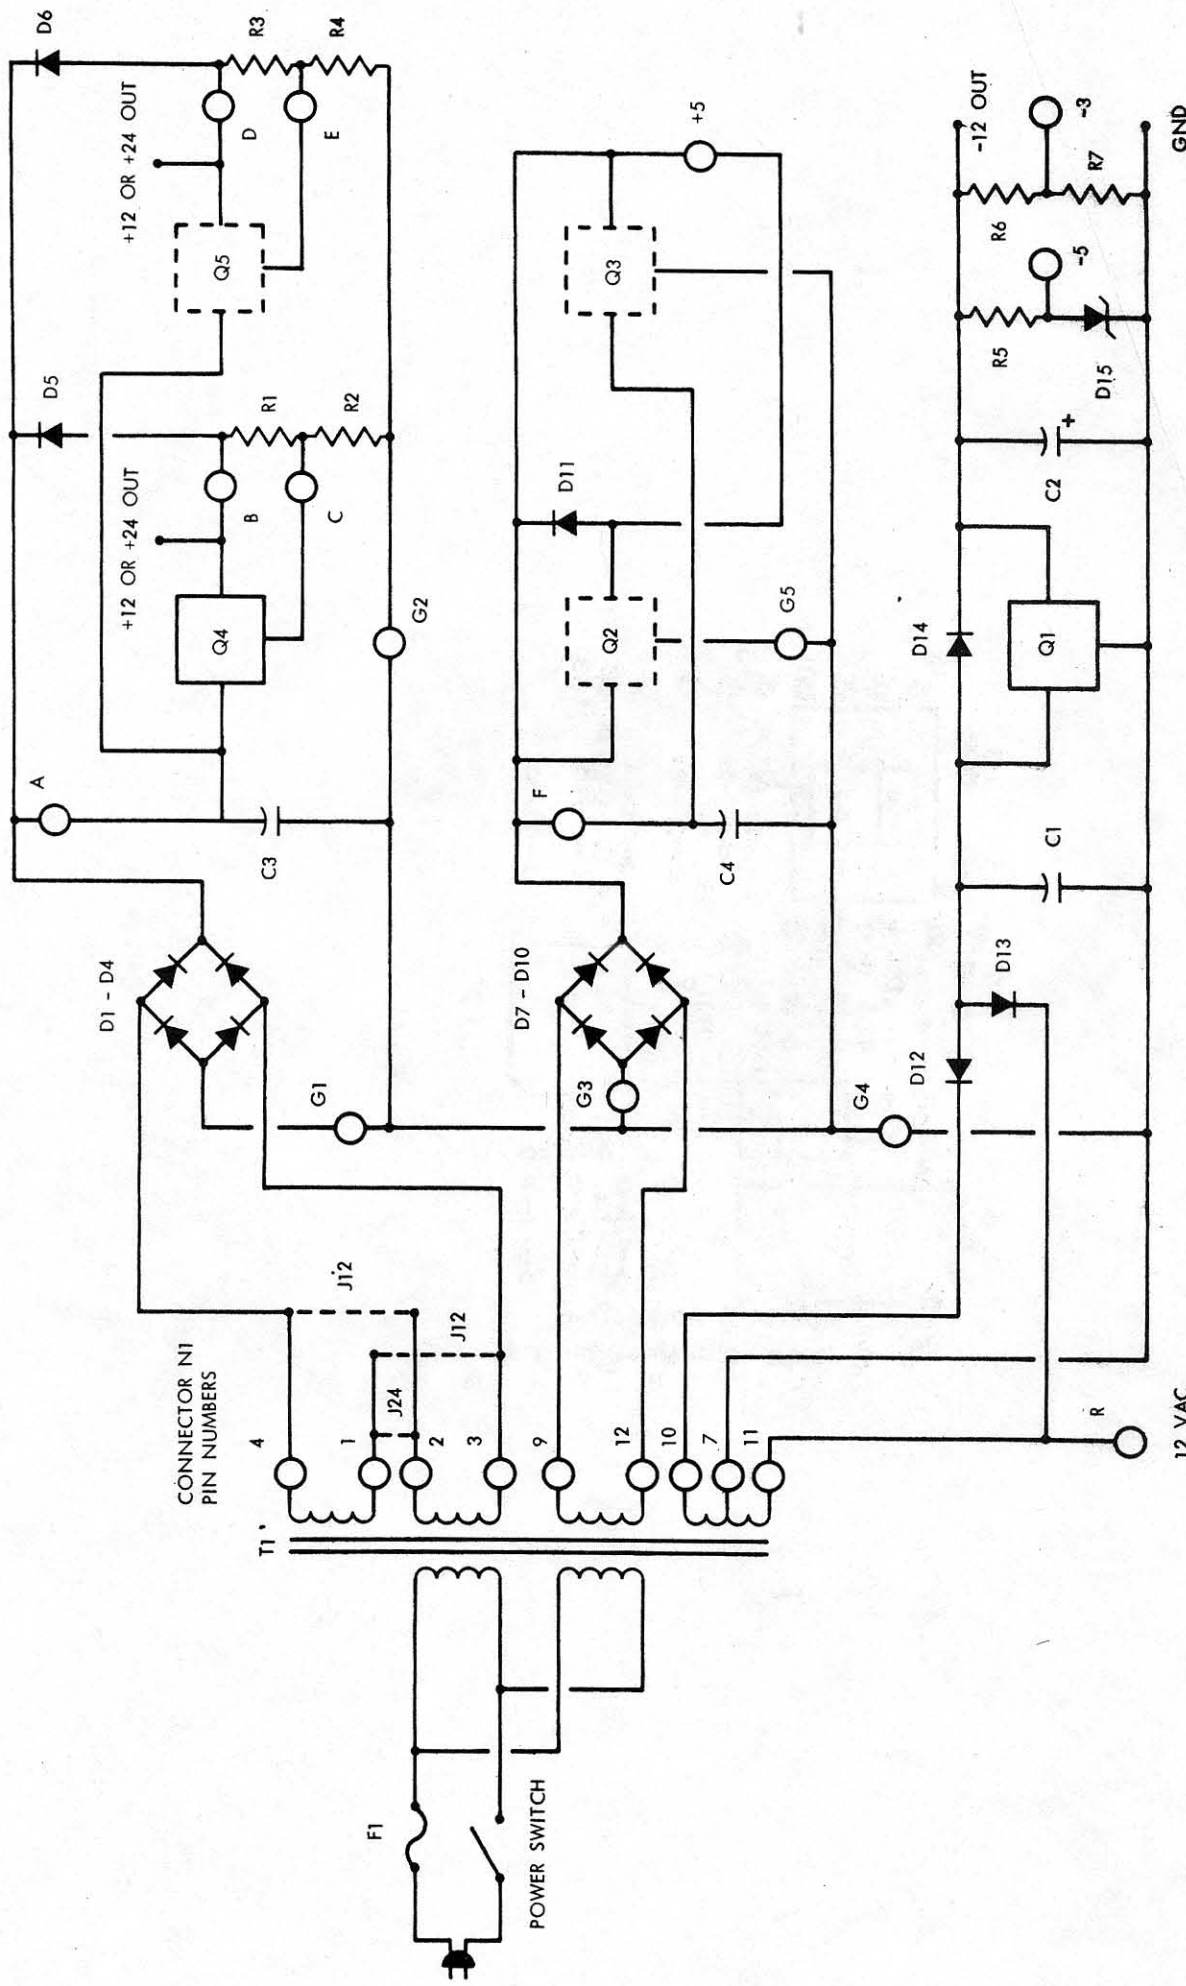 F1
POWER SWITCH
T1
CONNECTOR N1
PIN NUMBERS
4
1
2
3
9
12
10
7
11
J24
J12
J12
R
12 VAC
D1 - D4
G1
A
C3
+12 OR +24 OUT
Q4
B
C
G2
D5
R1
R2
+12 OR +24 OUT
Q5
D
E
D6
R3
R4
D7 - D10
G3
G4
F
C4
Q2
G5
D11
Q3
+5
D12
D13
C1
D14
Q1
C2
+
R5
D15
-5
R6
R7
-12 OUT
-3
GND